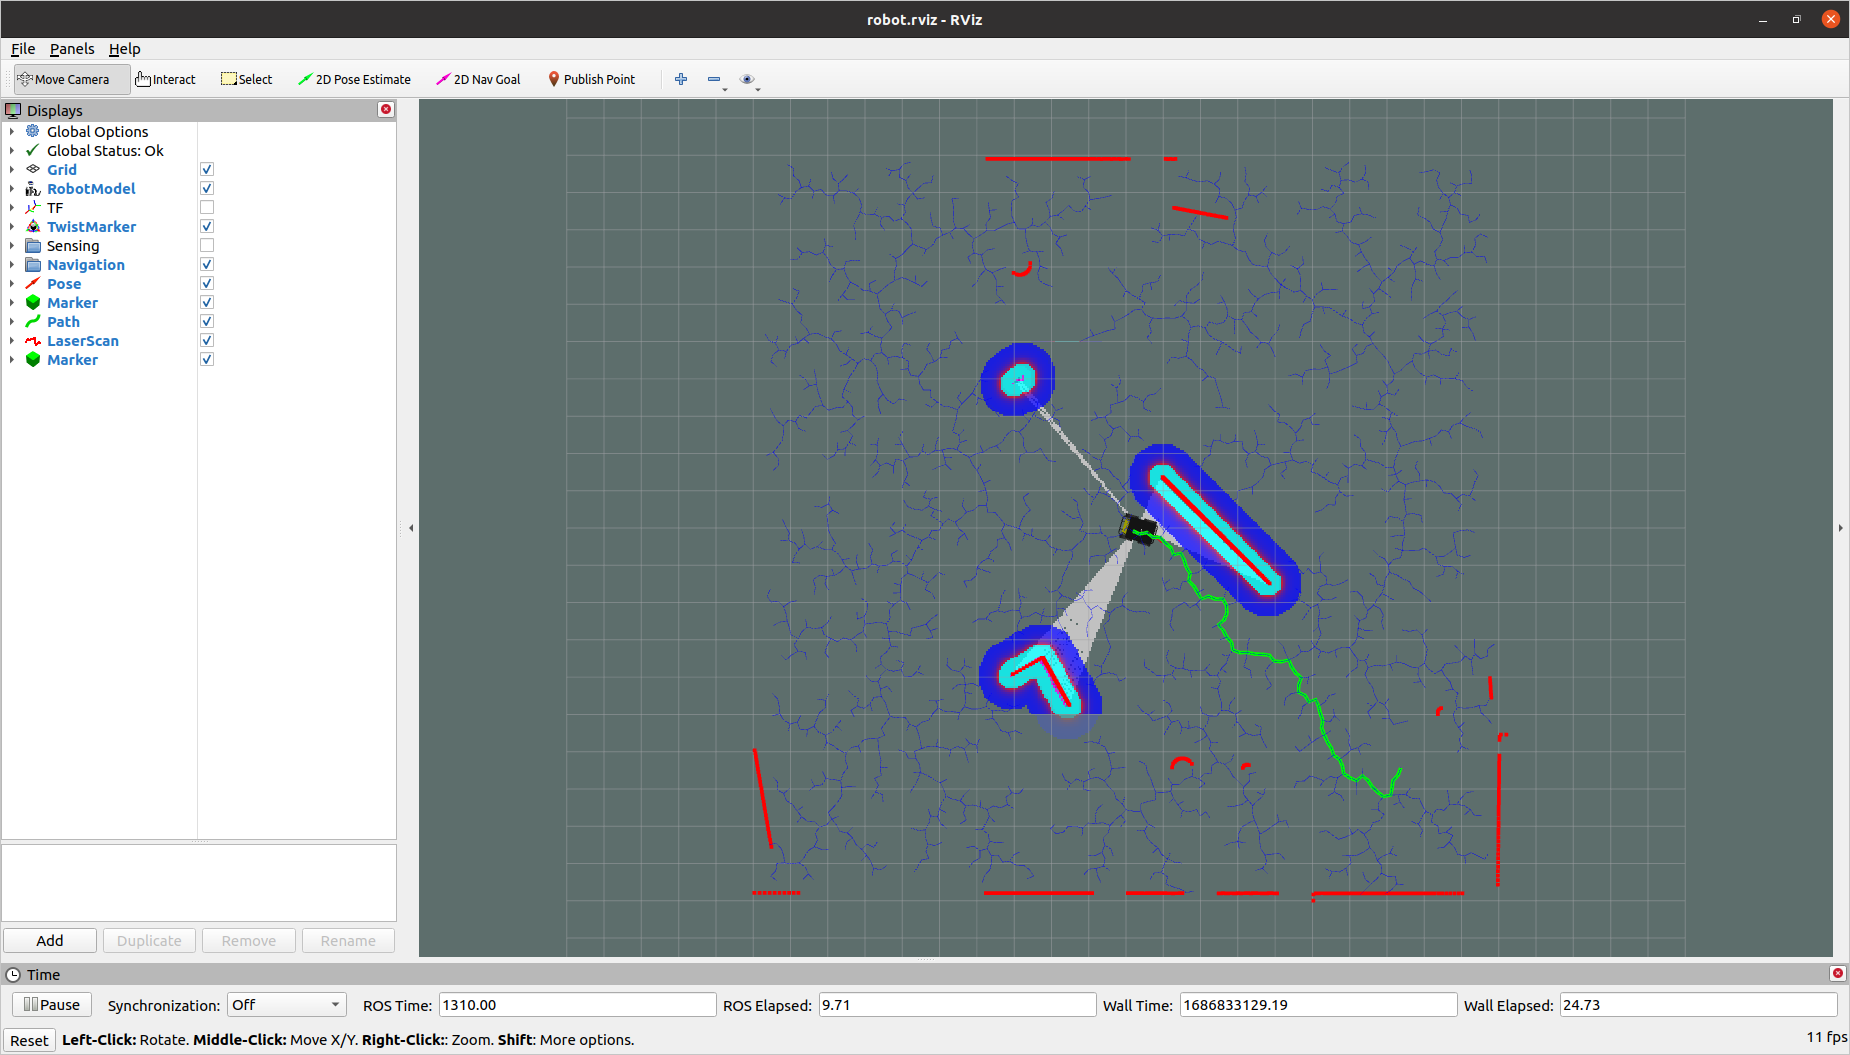 robot.rviz - RViz
File Panels Help
Move Camera Interact Select 2D Pose Estimate 2D Nav Goal Publish Point
Displays
Global Options
Global Status: Ok
Grid
RobotModel
TF
TwistMarker
Sensing
Navigation
Pose
Marker
Path
LaserScan
Marker
Add Duplicate Remove Rename
Time
Pause Synchronization: Off ROS Time: 1310.00 ROS Elapsed: 9.71 Wall Time: 1686833129.19 Wall Elapsed: 24.73
Reset Left-Click: Rotate. Middle-Click: Move X/Y. Right-Click:: Zoom. Shift: More options. 11 fps